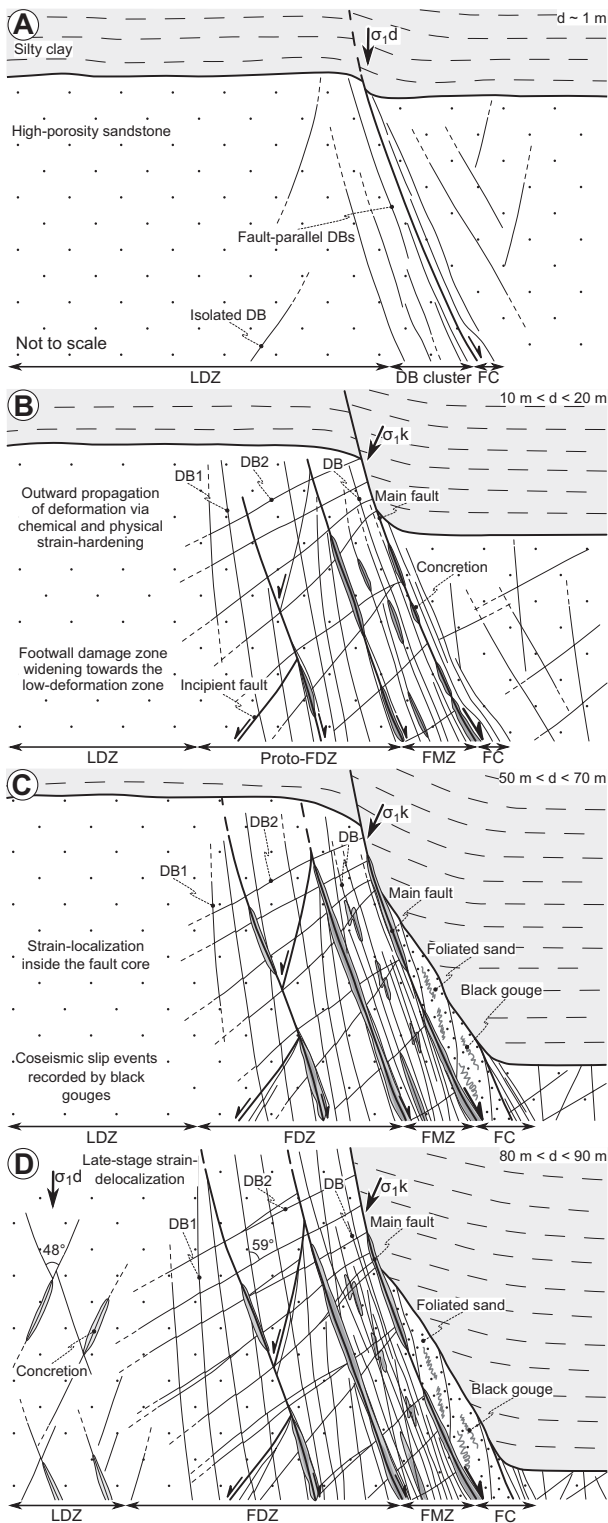 A
d ~ 1 m
σ₁d
Silty clay
High-porosity sandstone
Fault-parallel DBs
Isolated DB
Not to scale
LDZ
DB cluster
FC
B
10 m < d < 20 m
σ₁k
DB1
DB2
DB
Main fault
Outward propagation
of deformation via
chemical and physical
strain-hardening
Concretion
Footwall damage zone
widening towards the
low-deformation zone
Incipient fault
LDZ
Proto-FDZ
FMZ
FC
C
50 m < d < 70 m
σ₁k
DB2
DB
DB1
Main fault
Strain-localization
inside the fault core
Foliated sand
Black gouge
Coseismic slip events
recorded by black
gouges
LDZ
FDZ
FMZ
FC
D
Late-stage strain-
delocalization
80 m < d < 90 m
σ₁d
DB2
DB
σ₁k
DB1
Main fault
48°
59°
Foliated sand
Concretion
Black gouge
LDZ
FDZ
FMZ
FC